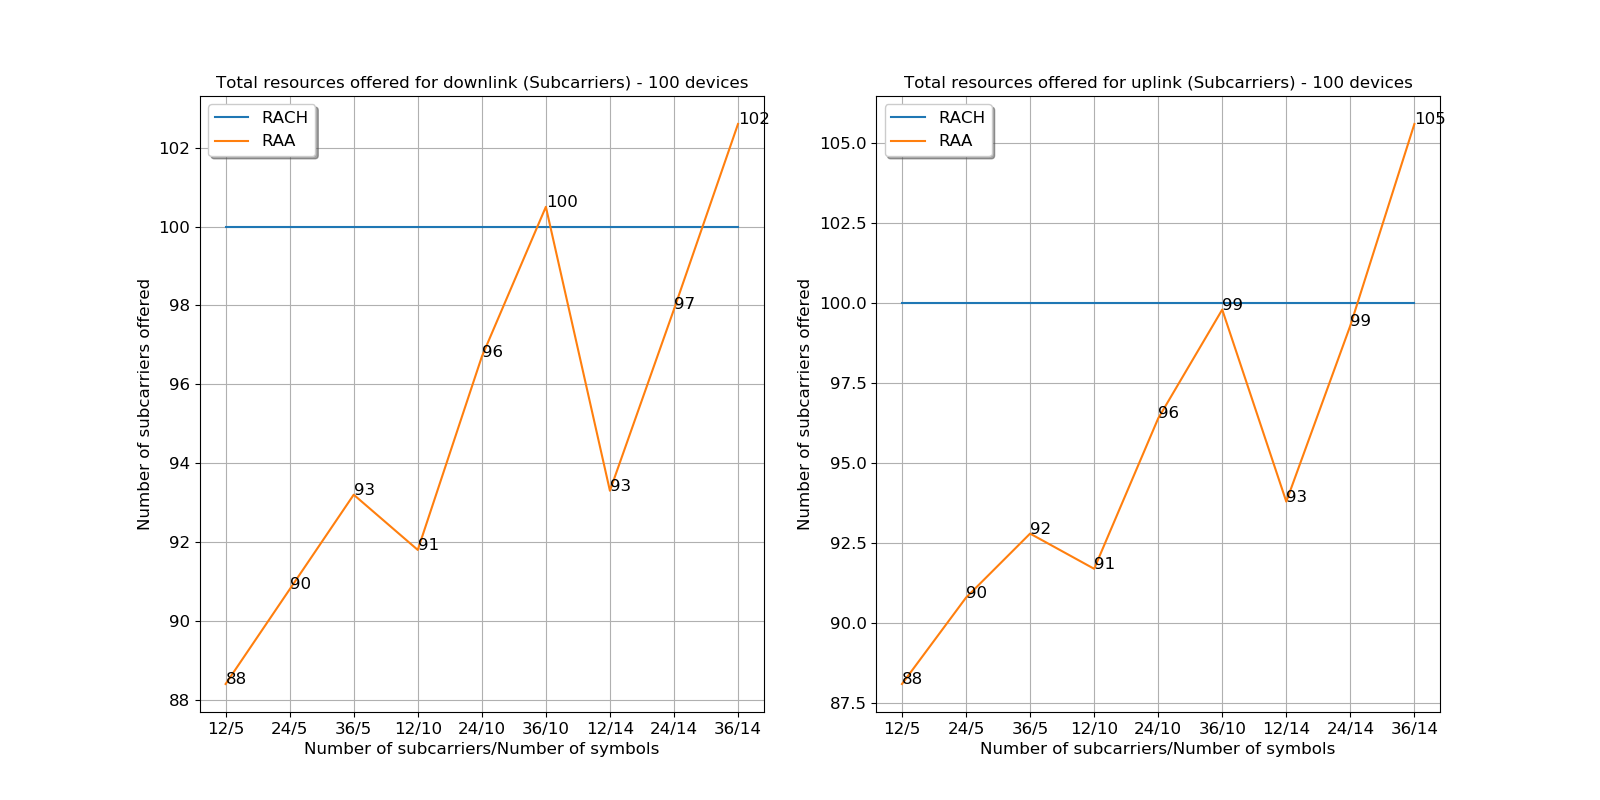 Total resources offered for downlink (Subcarriers) - 100 devices
RACH
RAA
Number of subcarriers offered
102
100
98
96
94
92
90
88
88
90
93
91
96
100
93
97
102
12/5 24/5 36/5 12/10 24/10 36/10 12/14 24/14 36/14
Number of subcarriers/Number of symbols
Total resources offered for uplink (Subcarriers) - 100 devices
RACH
RAA
Number of subcarriers offered
105.0
102.5
100.0
97.5
95.0
92.5
90.0
87.5
88
90
92
91
96
99
93
99
105
12/5 24/5 36/5 12/10 24/10 36/10 12/14 24/14 36/14
Number of subcarriers/Number of symbols